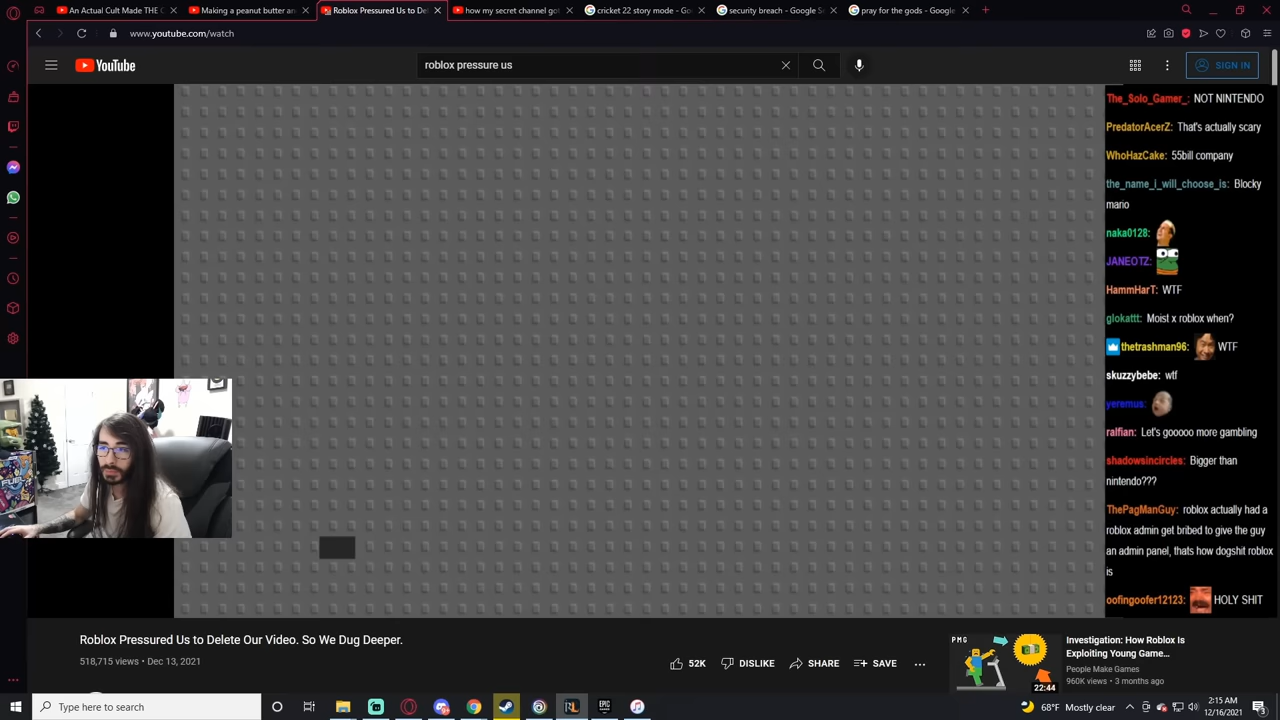 An Actual Cult Made THE C
Making a peanut butter an
Roblox Pressured Us to Del
how my secret channel got
cricket 22 story mode - Goo
security breach - Google Se
pray for the gods - Google
www.youtube.com/watch
YouTube
roblox pressure us
SIGN IN
The_Solo_Gamer_: NOT NINTENDO
PredatorAcerZ: That's actually scary
WhoHazCake: 55bill company
the_name_i_will_choose_is: Blocky
mario
naka0128:
JANEOTZ:
HammHarT: WTF
glokattt: Moist x roblox when?
thetrashman96: WTF
skuzzybebe: wtf
yeremus:
ralfian: Let's gooooo more gambling
shadowsincircles: Bigger than
nintendo???
ThePagManGuy: roblox actually had a
roblox admin get bribed to give the guy
an admin panel, thats how dogshit roblox
is
oofingoofer12123: HOLY SHIT
Roblox Pressured Us to Delete Our Video. So We Dug Deeper.
518,715 views • Dec 13, 2021
52K
DISLIKE
SHARE
SAVE
PMG
22:44
Investigation: How Roblox Is
Exploiting Young Game...
People Make Games
960K views • 3 months ago
Type here to search
EPIC
68°F Mostly clear
2:15 AM
12/16/2021